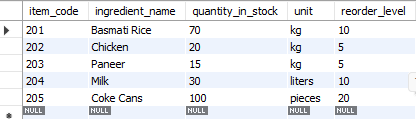 item_code ingredient_name quantity_in_stock unit reorder_level
201 Basmati Rice 70 kg 10
202 Chicken 20 kg 5
203 Paneer 15 kg 5
204 Milk 30 liters 10
205 Coke Cans 100 pieces 20
NULL NULL NULL NULL NULL